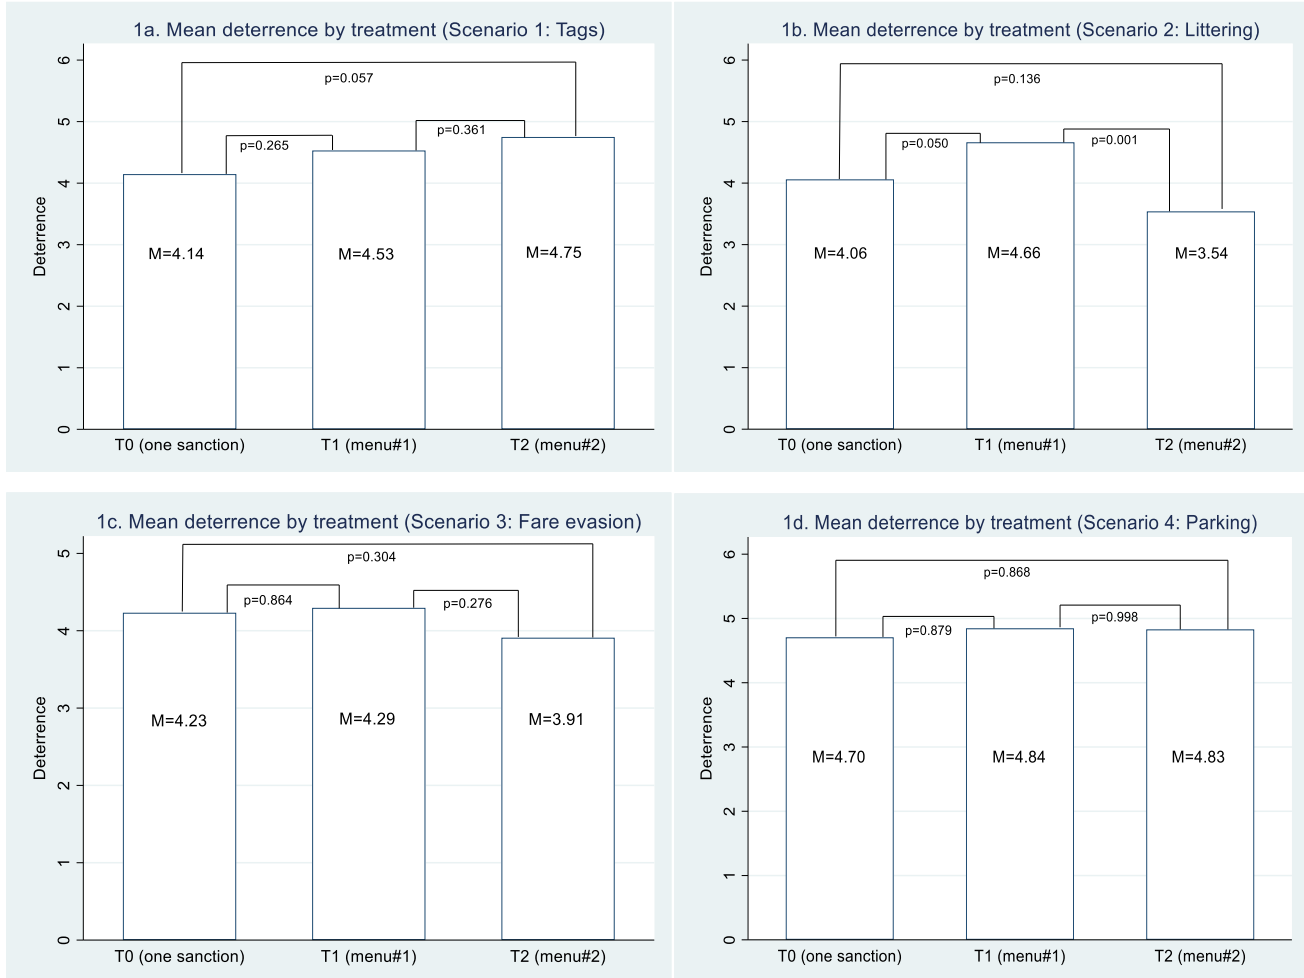 1a. Mean deterrence by treatment (Scenario 1: Tags)
Deterrence
6
5
4
3
2
1
0
p=0.057
p=0.265
p=0.361
M=4.14
M=4.53
M=4.75
T0 (one sanction)
T1 (menu#1)
T2 (menu#2)
1b. Mean deterrence by treatment (Scenario 2: Littering)
Deterrence
6
5
4
3
2
1
0
p=0.136
p=0.050
p=0.001
M=4.06
M=4.66
M=3.54
T0 (one sanction)
T1 (menu#1)
T2 (menu#2)
1c. Mean deterrence by treatment (Scenario 3: Fare evasion)
Deterrence
5
4
3
2
1
0
p=0.304
p=0.864
p=0.276
M=4.23
M=4.29
M=3.91
T0 (one sanction)
T1 (menu#1)
T2 (menu#2)
1d. Mean deterrence by treatment (Scenario 4: Parking)
Deterrence
6
5
4
3
2
1
0
p=0.868
p=0.879
p=0.998
M=4.70
M=4.84
M=4.83
T0 (one sanction)
T1 (menu#1)
T2 (menu#2)